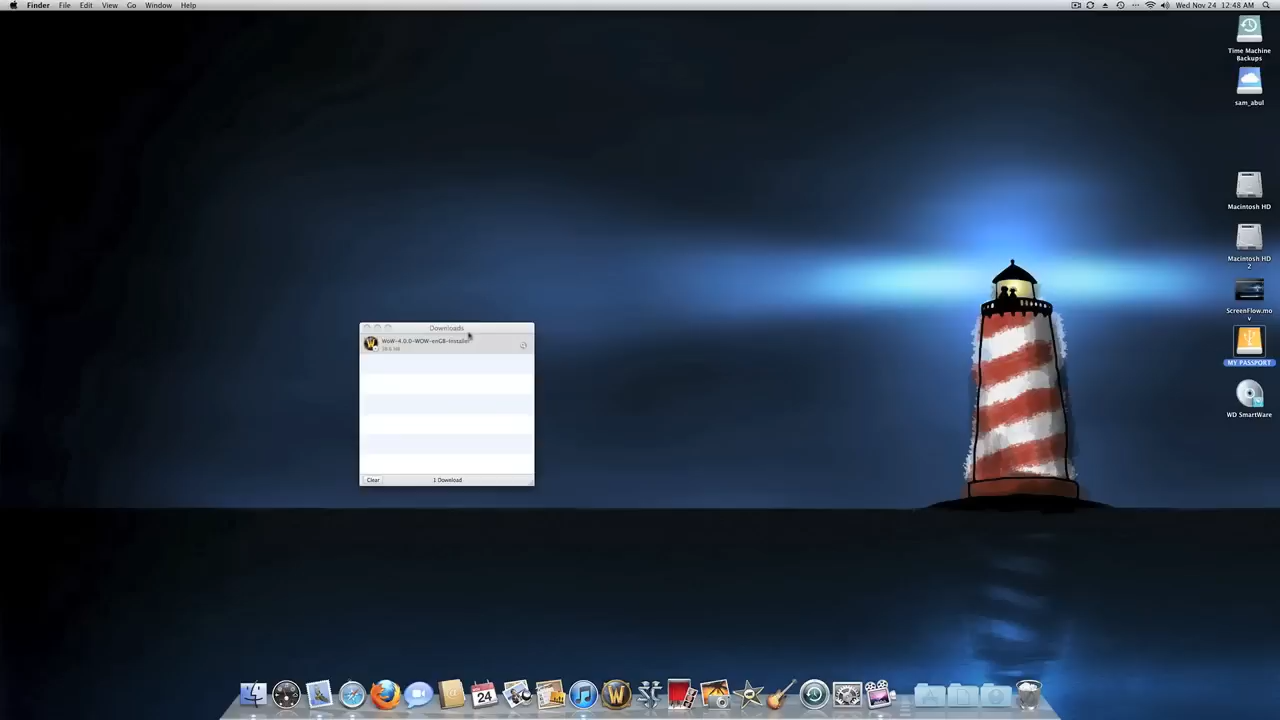 Finder File Edit View Go Window Help
Wed Nov 24 12:48 AM
Time Machine
Backups
sam_abul
Macintosh HD
Macintosh HD
2
ScreenFlow.mo
v
MY PASSPORT
WD SmartWare
Downloads
WoW-4.0.0-WOW-enGB-Installer
Clear
1 Download
24